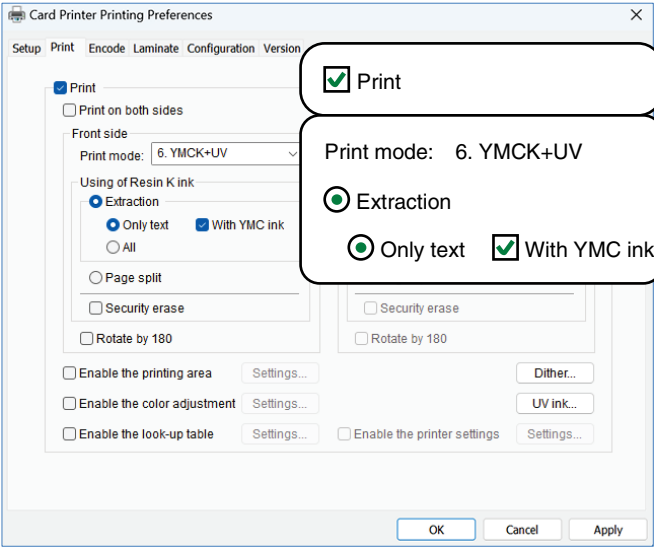 Card Printer Printing Preferences
Setup Print Encode Laminate Configuration Version
Print
Print
Print on both sides
Front side
Print mode: 6. YMCK+UV
Print mode: 6. YMCK+UV
Using of Resin K ink
Extraction
Extraction
Only text With YMC ink
Only text With YMC ink
All
Page split
Security erase Security erase
Rotate by 180 Rotate by 180
Enable the printing area Settings... Dither...
Enable the color adjustment Settings... UV ink...
Enable the look-up table Settings... Enable the printer settings Settings...
OK Cancel Apply